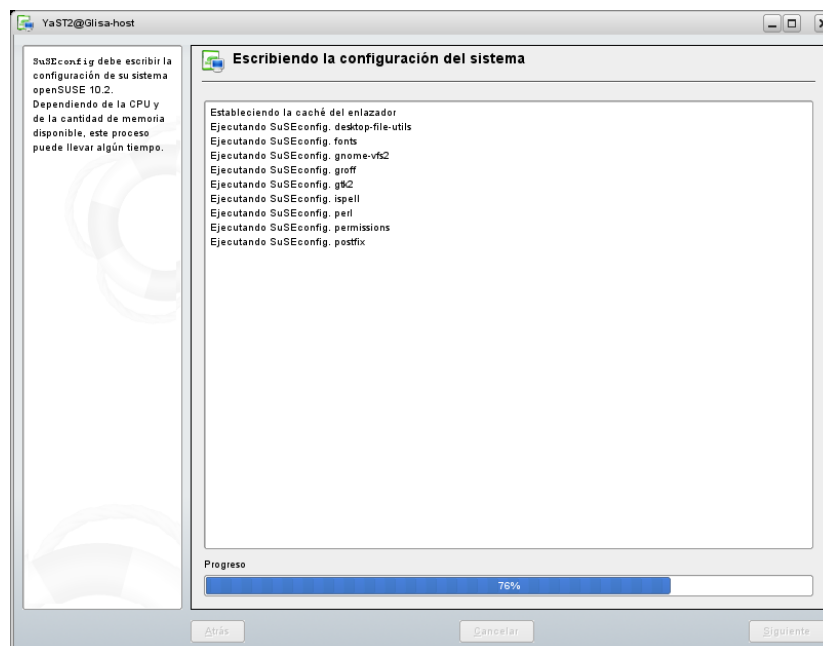 YaST2@Glisa-host
SuSEconfig debe escribir la
configuración de su sistema
openSUSE 10.2.
Dependiendo de la CPU y
de la cantidad de memoria
disponible, este proceso
puede llevar algún tiempo.
Escribiendo la configuración del sistema
Estableciendo la caché del enlazador
Ejecutando SuSEconfig. desktop-file-utils
Ejecutando SuSEconfig. fonts
Ejecutando SuSEconfig. gnome-vfs2
Ejecutando SuSEconfig. groff
Ejecutando SuSEconfig. gtk2
Ejecutando SuSEconfig. ispell
Ejecutando SuSEconfig. perl
Ejecutando SuSEconfig. permissions
Ejecutando SuSEconfig. postfix
Progreso
76%
Atrás
Cancelar
Siguiente